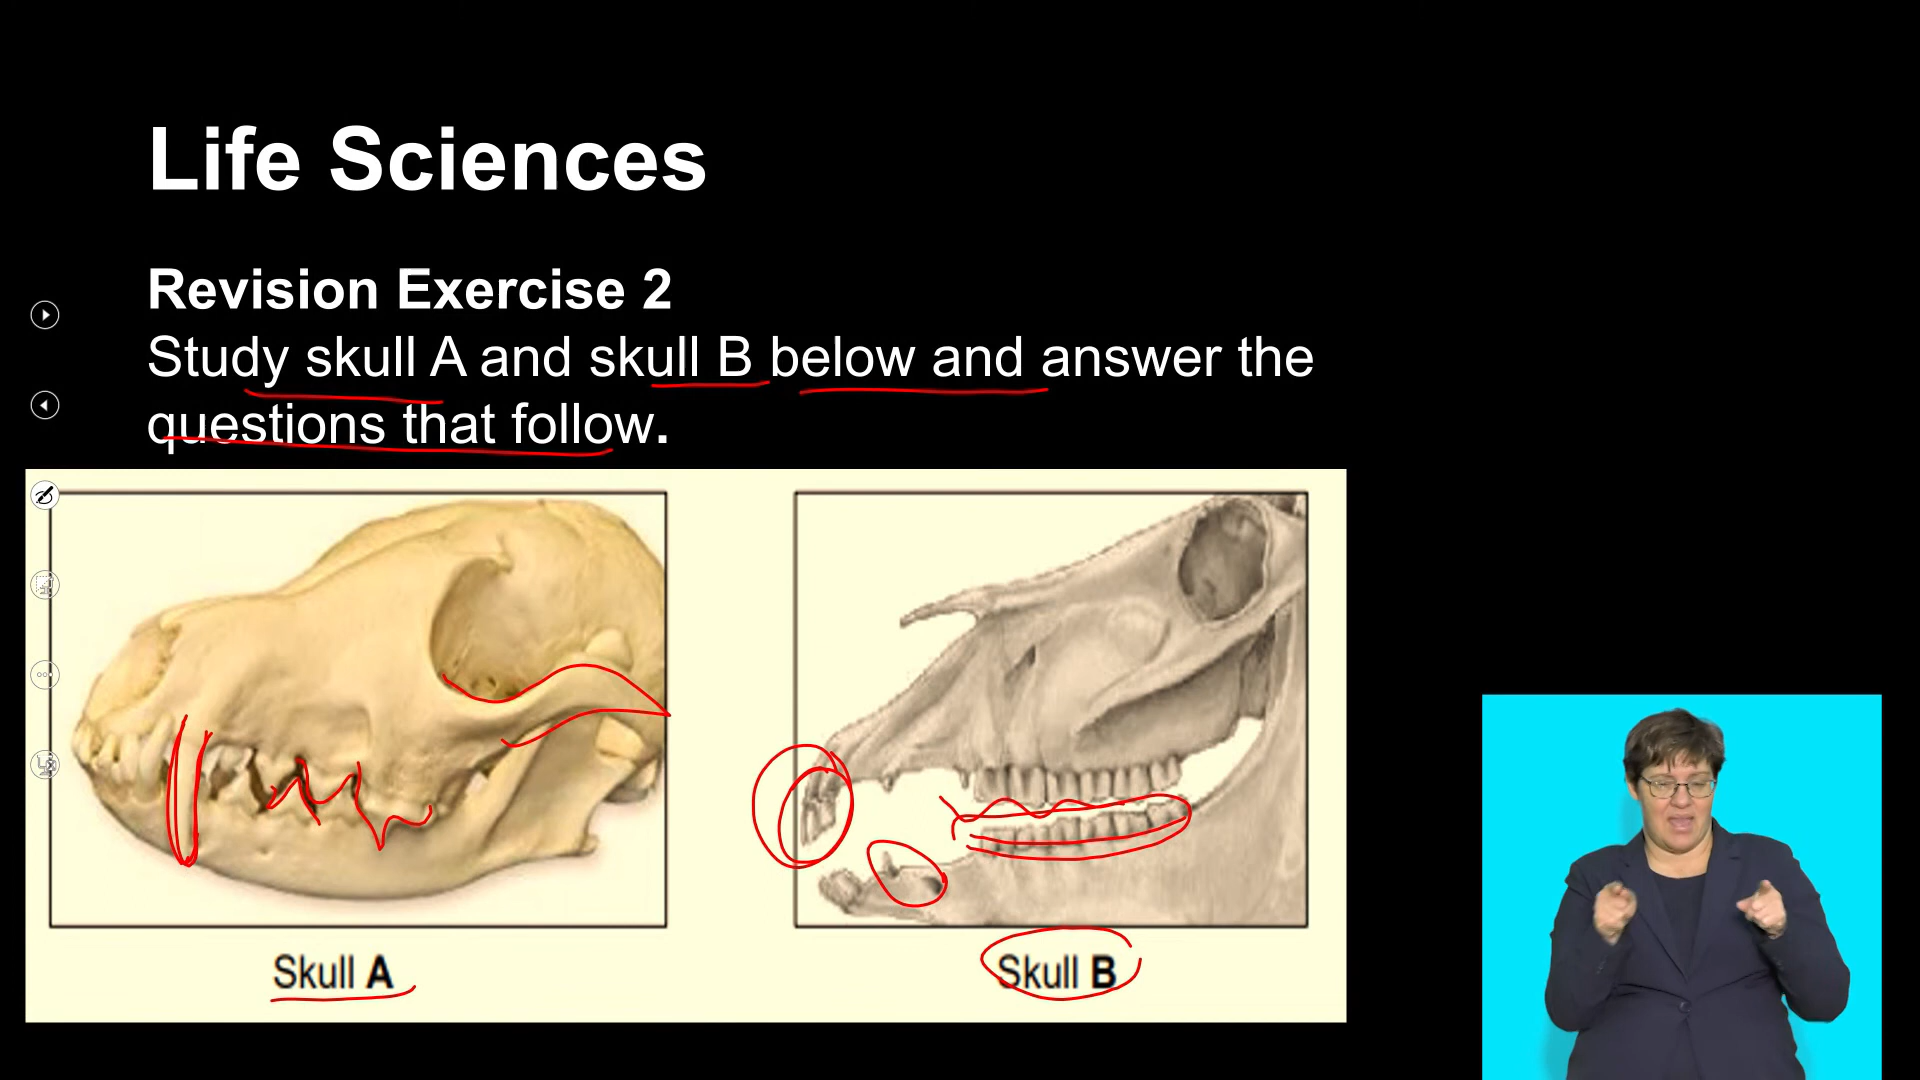 Life Sciences
Revision Exercise 2
Study skull A and skull B below and answer the
questions that follow.
Skull A
Skull B